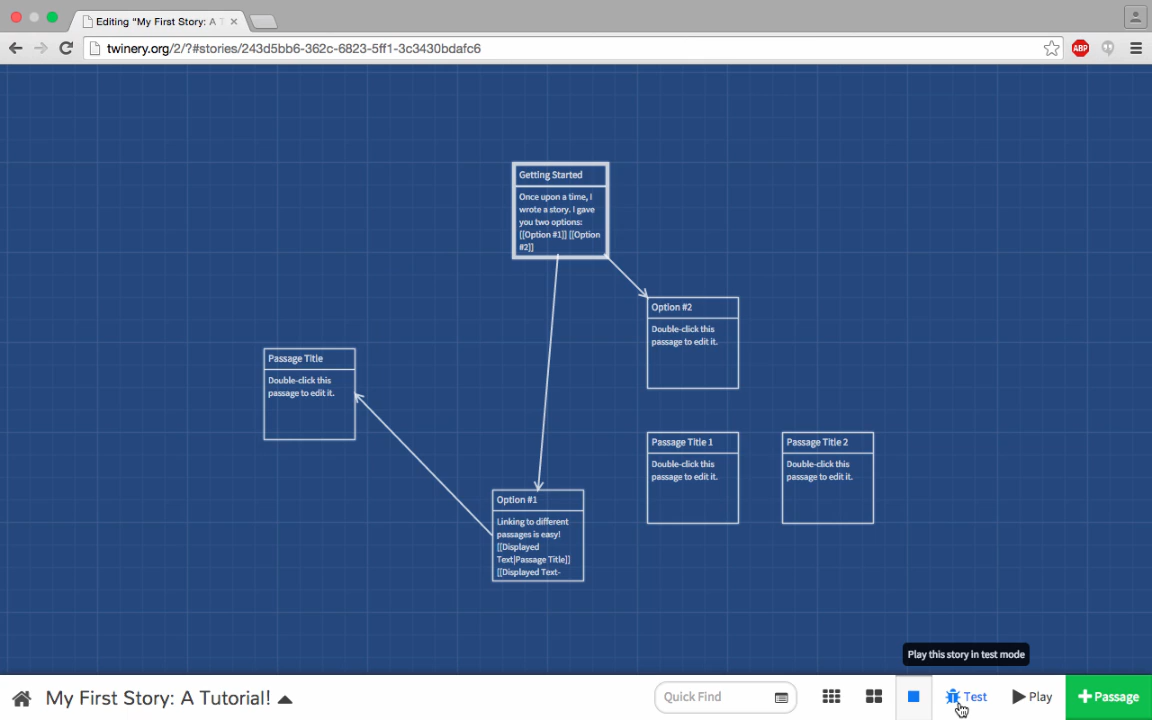 Editing "My First Story: A T
twinery.org/2/?#stories/243d5bb6-362c-6823-5ff1-3c3430bdafc6
ABP
Getting Started
Once upon a time, I
wrote a story. I gave
you two options:
[[Option #1]] [[Option
#2]]
Option #2
Double-click this
passage to edit it.
Passage Title
Double-click this
passage to edit it.
Passage Title 1
Double-click this
passage to edit it.
Passage Title 2
Double-click this
passage to edit it.
Option #1
Linking to different
passages is easy!
[[Displayed
Text|Passage Title]]
[[Displayed Text-
Play this story in test mode
My First Story: A Tutorial!
Quick Find
Test
Play
+Passage